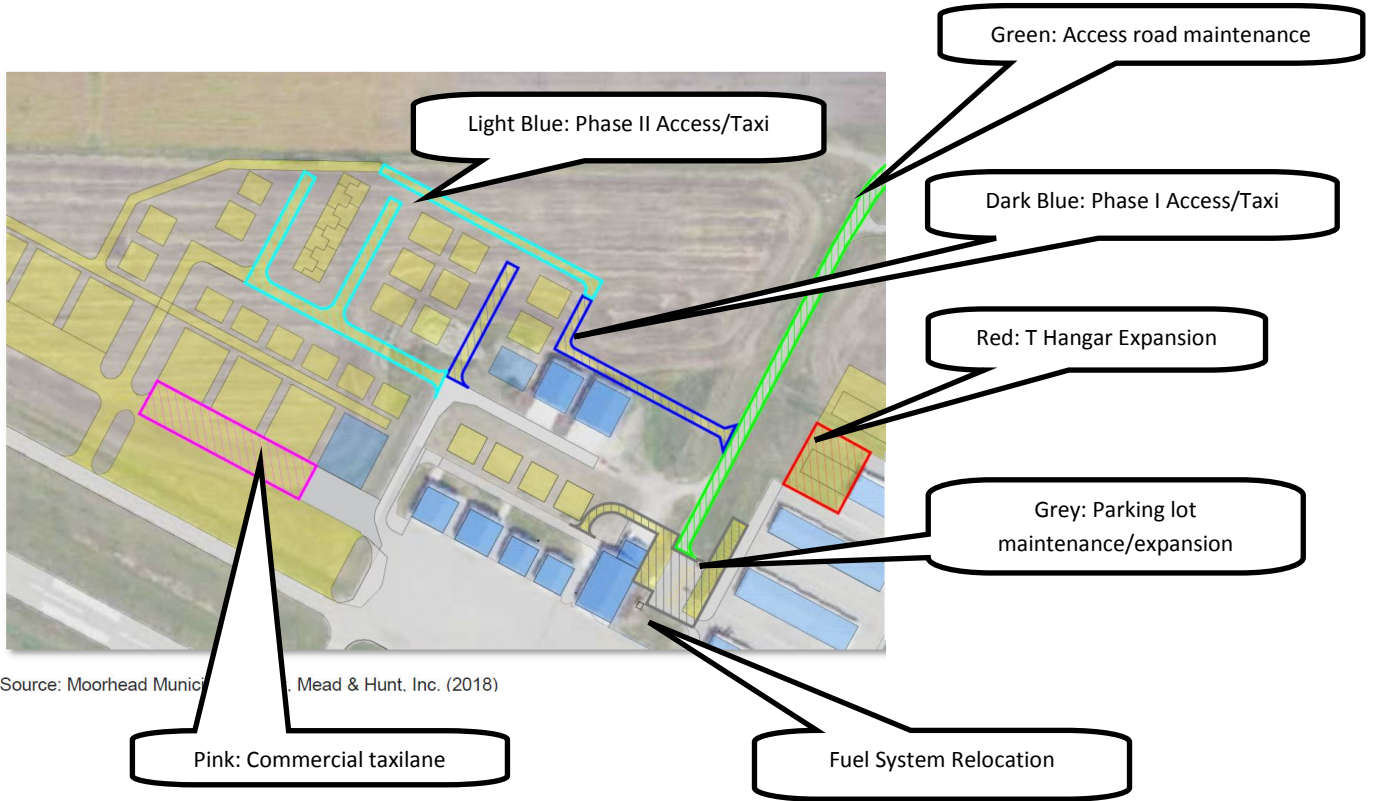 Green: Access road maintenance
Light Blue: Phase II Access/Taxi
Dark Blue: Phase I Access/Taxi
Red: T Hangar Expansion
Grey: Parking lot
maintenance/expansion
Source: Moorhead Munici , Mead & Hunt, Inc. (2018)
Pink: Commercial taxilane
Fuel System Relocation